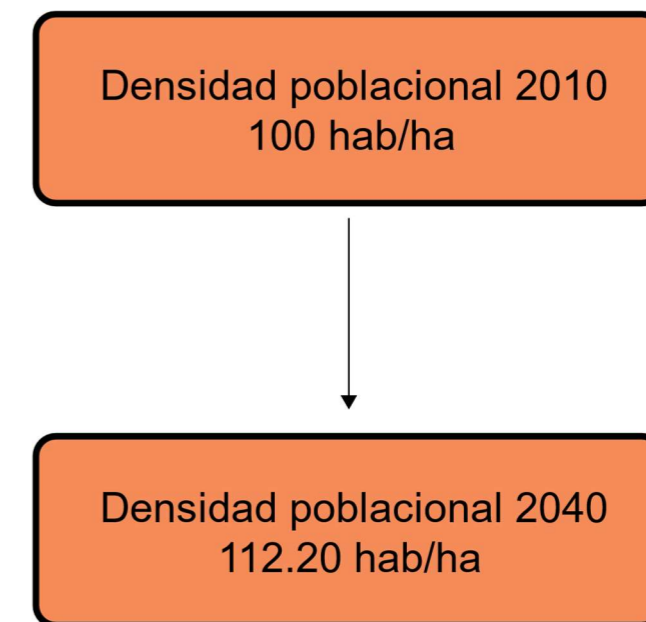 Densidad poblacional 2010
100 hab/ha
Densidad poblacional 2040
112.20 hab/ha